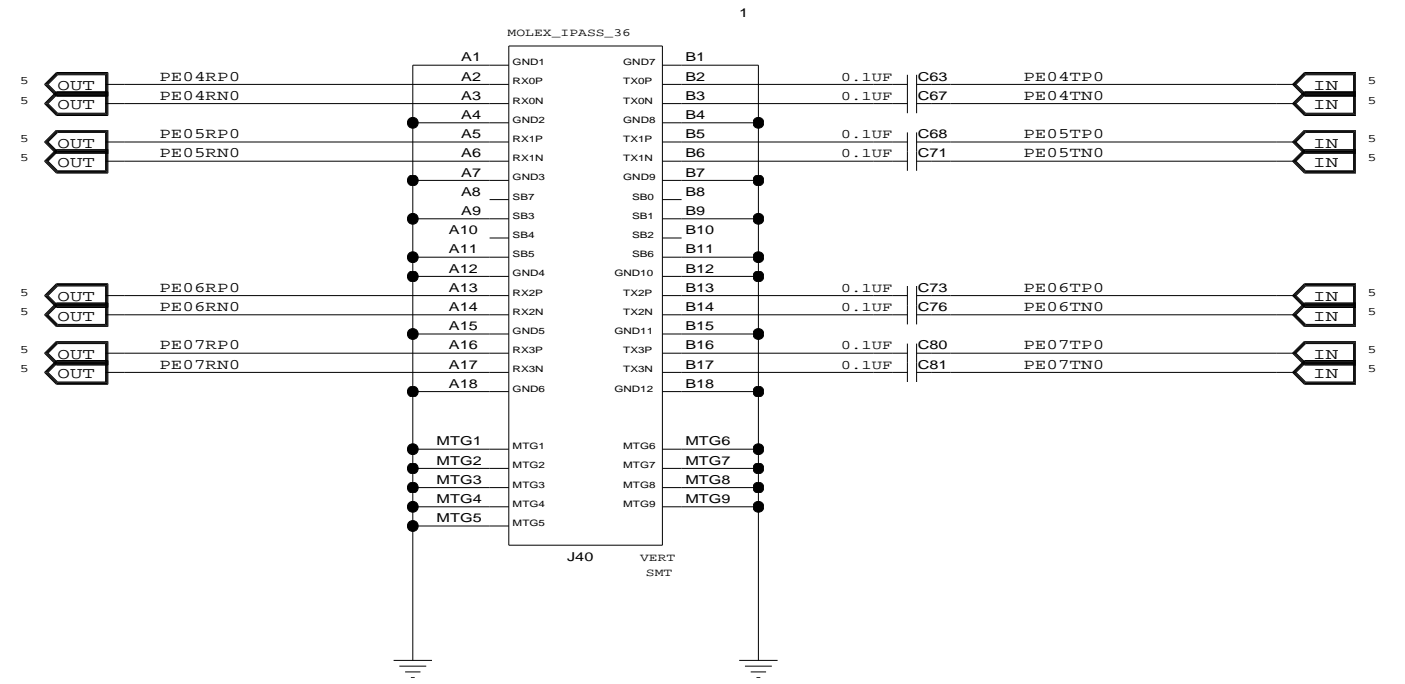 1
MOLEX_IPASS_36
A1 GND1 GND7 B1
5 OUT PE04RP0 A2 RX0P TX0P B2 0.1UF C63 PE04TP0 IN 5
5 OUT PE04RN0 A3 RX0N TX0N B3 0.1UF C67 PE04TN0 IN 5
A4 GND2 GND8 B4
5 OUT PE05RP0 A5 RX1P TX1P B5 0.1UF C68 PE05TP0 IN 5
5 OUT PE05RN0 A6 RX1N TX1N B6 0.1UF C71 PE05TN0 IN 5
A7 GND3 GND9 B7
A8 SB7 SB0 B8
A9 SB3 SB1 B9
A10 SB4 SB2 B10
A11 SB5 SB6 B11
A12 GND4 GND10 B12
5 OUT PE06RP0 A13 RX2P TX2P B13 0.1UF C73 PE06TP0 IN 5
5 OUT PE06RN0 A14 RX2N TX2N B14 0.1UF C76 PE06TN0 IN 5
A15 GND5 GND11 B15
5 OUT PE07RP0 A16 RX3P TX3P B16 0.1UF C80 PE07TP0 IN 5
5 OUT PE07RN0 A17 RX3N TX3N B17 0.1UF C81 PE07TN0 IN 5
A18 GND6 GND12 B18
MTG1 MTG1 MTG6 MTG6
MTG2 MTG2 MTG7 MTG7
MTG3 MTG3 MTG8 MTG8
MTG4 MTG4 MTG9 MTG9
MTG5 MTG5
J40 VERT
SMT